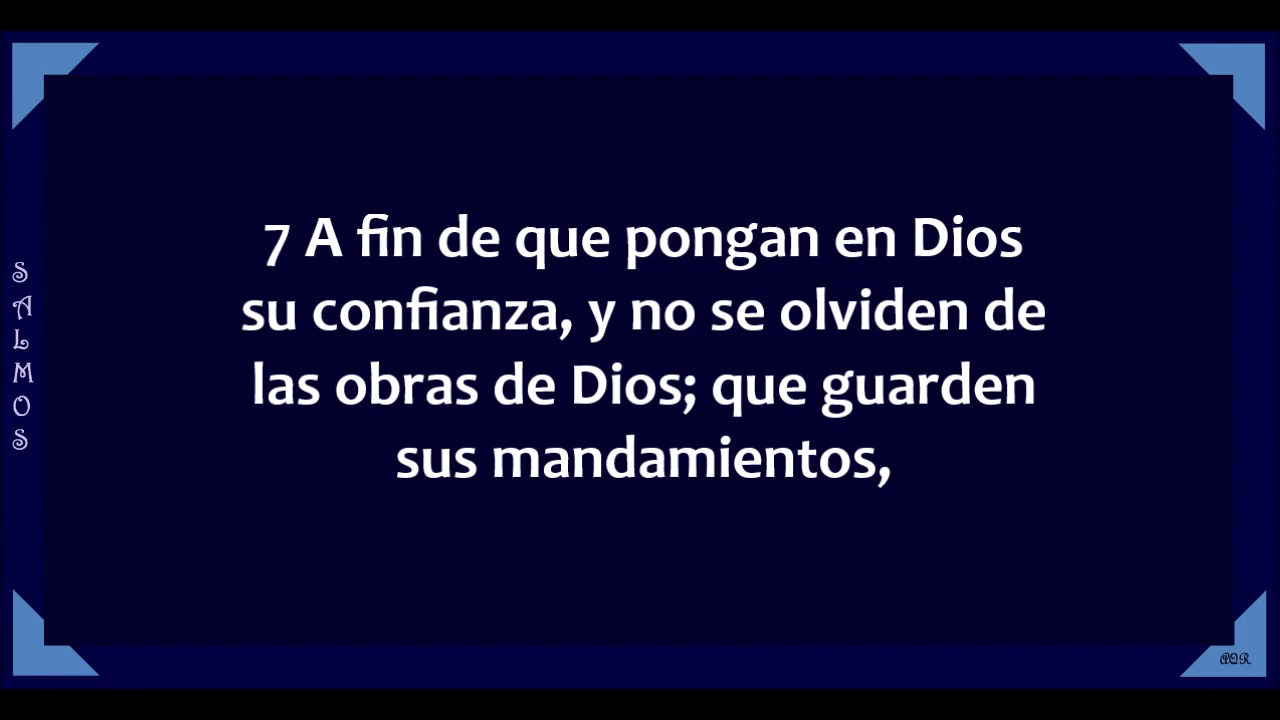 7 A fin de que pongan en Dios
su confianza, y no se olviden de
las obras de Dios; que guarden
sus mandamientos,
SALMOS